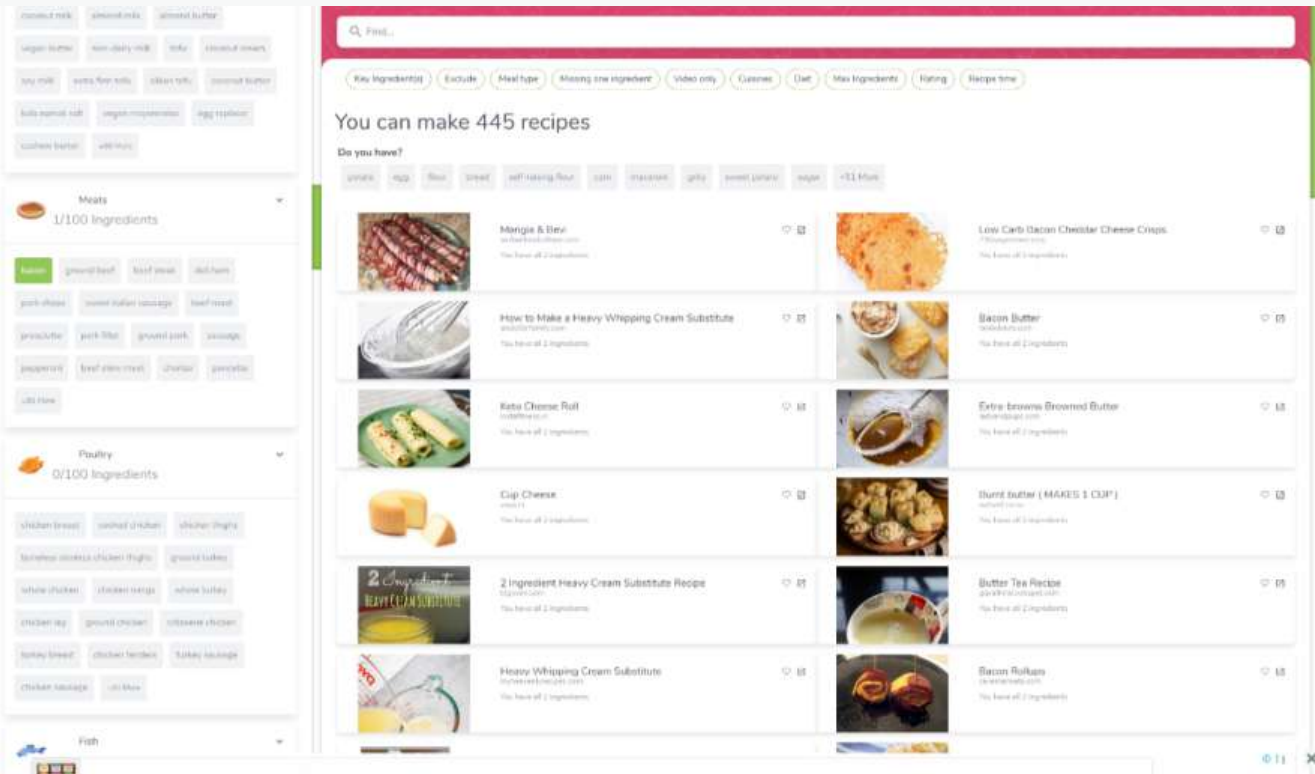 coconut milk almond milk almond butter
vegan butter non-dairy milk tofu coconut cream
soy milk extra firm tofu silken tofu coconut butter
vegan mayonnaise egg replacer
cashew butter
Meats
1/100 Ingredients
bacon ground beef beef steak deli ham
pork chops sweet italian sausage beef roast
prosciutto pork fillet ground pork sausage
pepperoni beef stew meat chorizo pancetta
Poultry
0/100 Ingredients
chicken breast cooked chicken chicken thighs
boneless skinless chicken thighs ground turkey
whole chicken chicken wings whole turkey
chicken leg ground chicken rotisserie chicken
turkey breast chicken tenders turkey sausage
chicken sausage
Fish
Find...
Key Ingredient(s) Exclude Meal type Missing one ingredient Video only Cuisines Diet Max Ingredients Rating Recipe time
You can make 445 recipes
Do you have?
potato egg flour bread self-raising flour corn macaroni sweet potato sugar +51 More
Mangia & Bevi
You have all 2 ingredients
Low Carb Bacon Cheddar Cheese Crisps
You have all 2 ingredients
How to Make a Heavy Whipping Cream Substitute
You have all 2 ingredients
Bacon Butter
You have all 2 ingredients
Keto Cheese Roll
You have all 2 ingredients
Extra-browns Browned Butter
You have all 2 ingredients
Cup Cheese
You have all 2 ingredients
Burnt butter ( MAKES 1 CUP )
You have all 2 ingredients
2 Ingredient
HEAVY CREAM SUBSTITUTE
2 Ingredient Heavy Cream Substitute Recipe
You have all 2 ingredients
Butter Tea Recipe
You have all 2 ingredients
Heavy Whipping Cream Substitute
You have all 2 ingredients
Bacon Rollups
You have all 2 ingredients